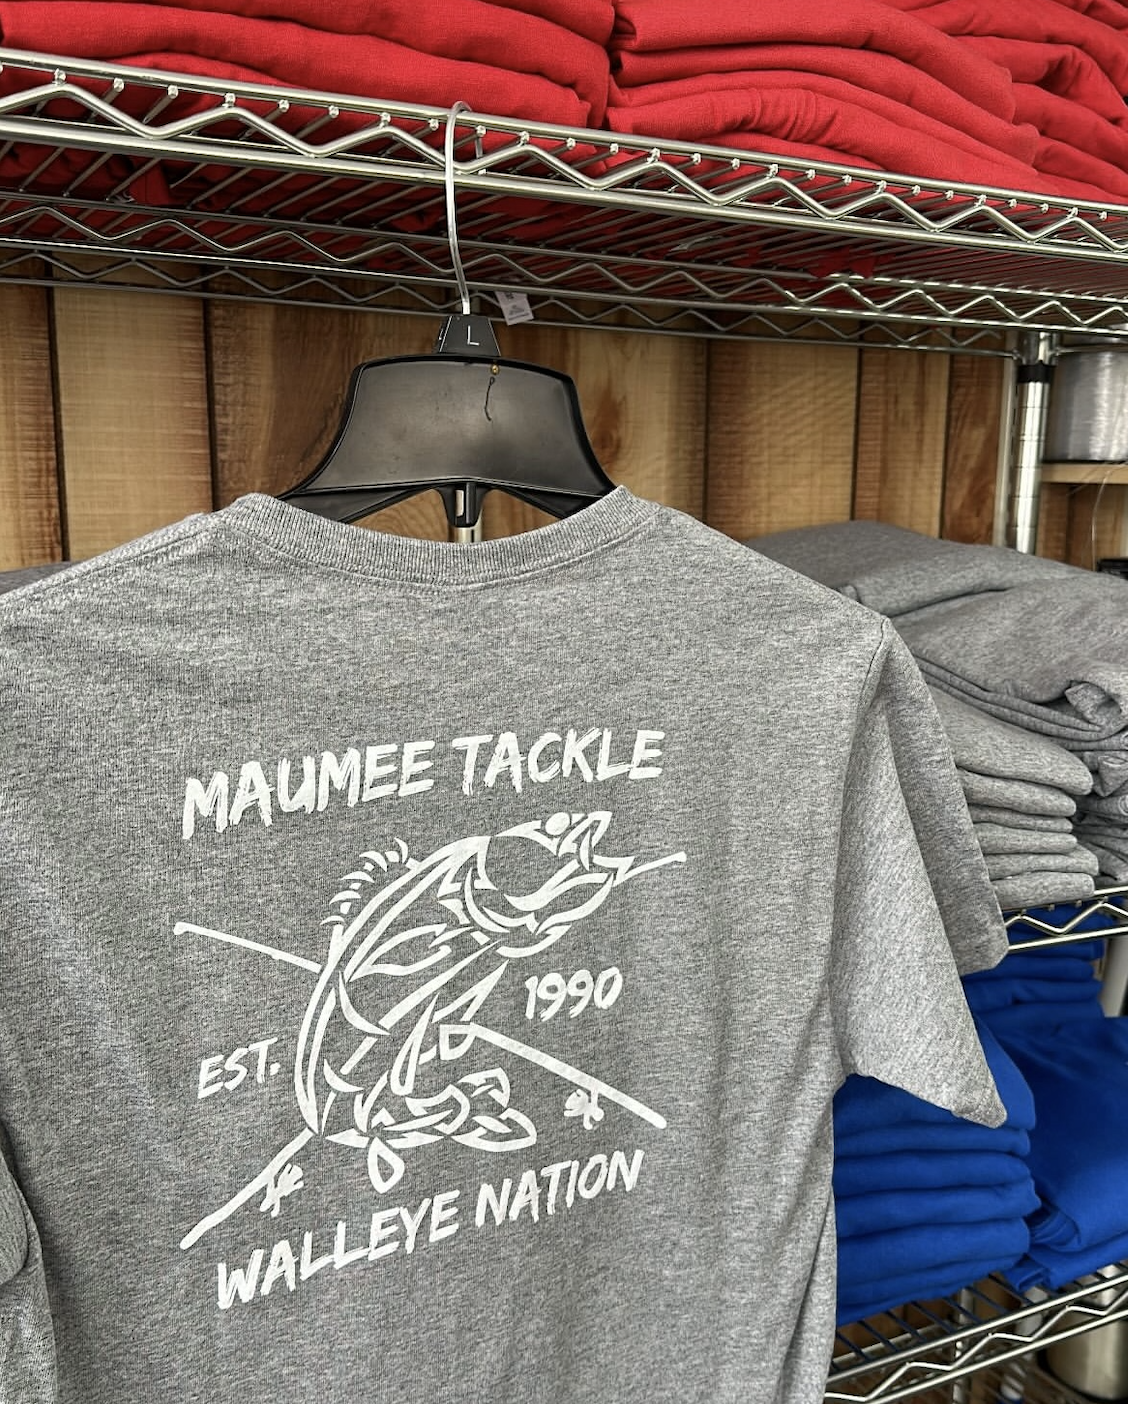 L
MAUMEE TACKLE
1990
EST.
WALLEYE NATION